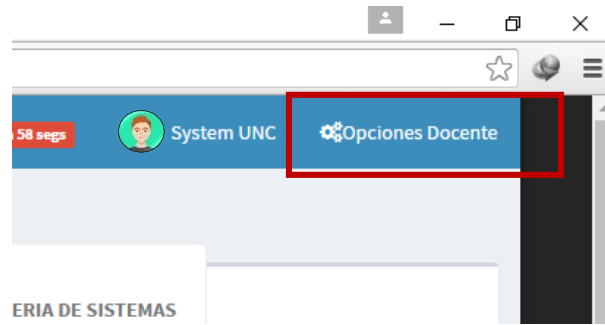 58 segs
System UNC
Opciones Docente
ERIA DE SISTEMAS